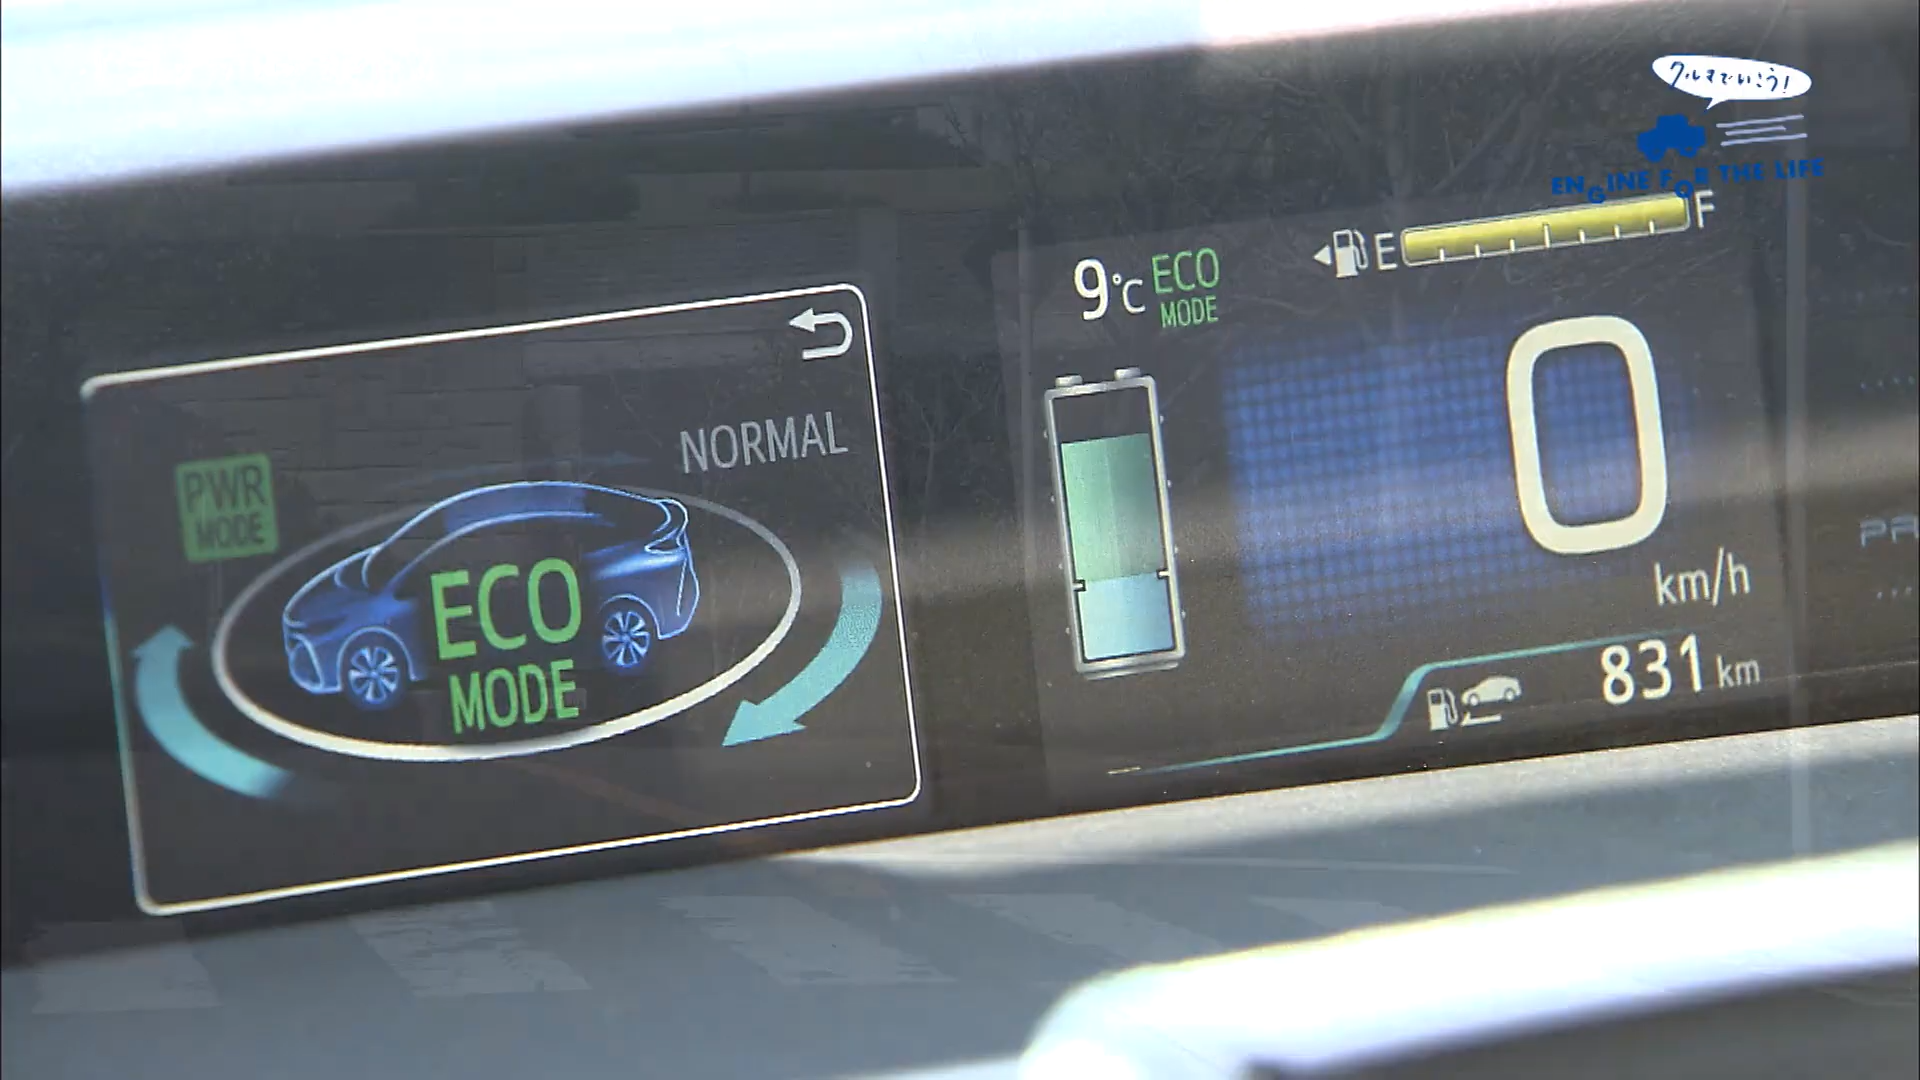 クルマでいこう!
ENGINE FOR THE LIFE
NORMAL
PWR
MODE
ECO
MODE
9°C
ECO
MODE
E
F
0
km/h
831 km
PA